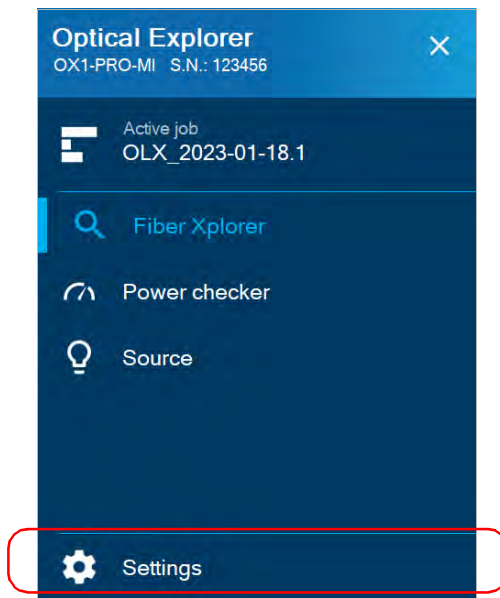 Optical Explorer
OX1-PRO-MI S.N.: 123456
Active job
OLX_2023-01-18.1
Fiber Xplorer
Power checker
Source
Settings